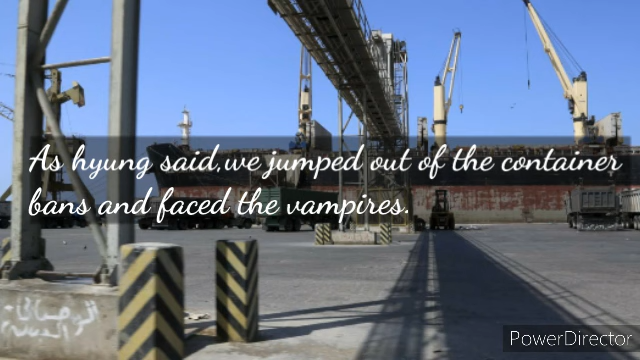 As hyung said,we jumped out of the container
bans and faced the vampires.
PowerDirector